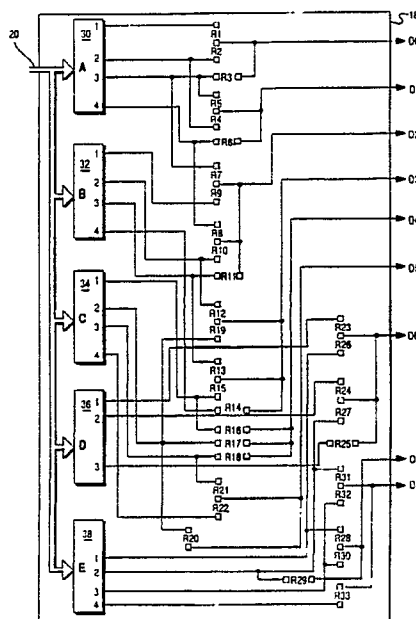 20
18
30
A
1
2
3
4
R1
R2
R3
R5
R4
R6
D0
D1
32
B
1
2
3
4
R7
R9
R8
R10
R11
D2
D3
D4
D5
34
C
1
2
3
4
R12
R19
R13
R15
R14
R16
R17
R18
R21
R22
R20
36
D
1
2
3
R23
R26
R24
R27
R25
D6
38
E
1
2
3
4
R31
R32
R28
R30
R29
R33